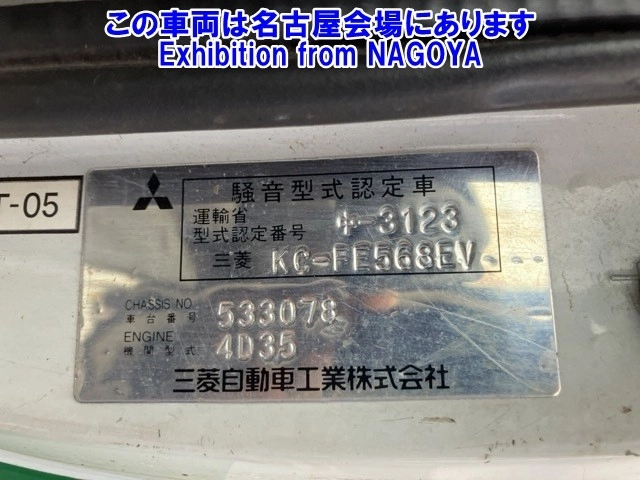 この車両は名古屋会場にあります
Exhibition from NAGOYA
T-05
騒音型式認定車
運輸省
型式認定番号 キ-3123
三菱 KC-FE568EV
CHASSIS NO.
車台番号 533078
ENGINE
機関型式 4D35
三菱自動車工業株式会社